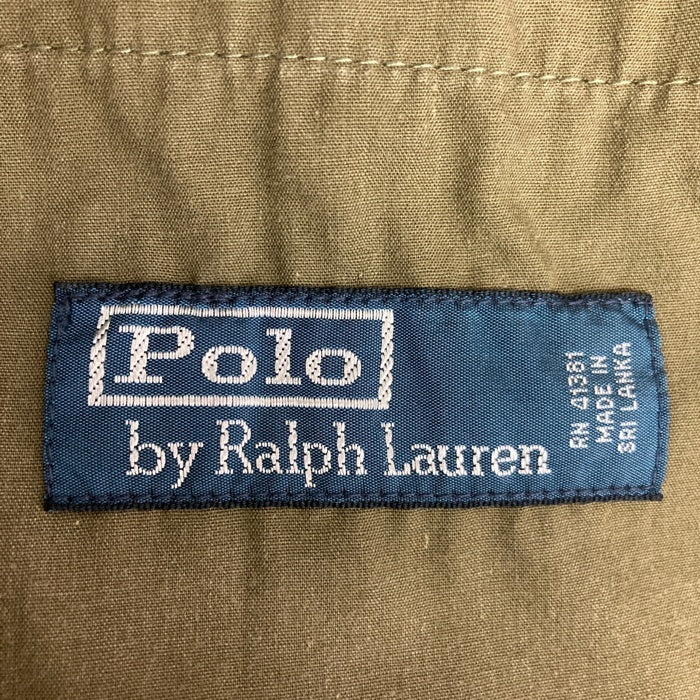 Polo
by Ralph Lauren
RN 41381
MADE IN
SRI LANKA